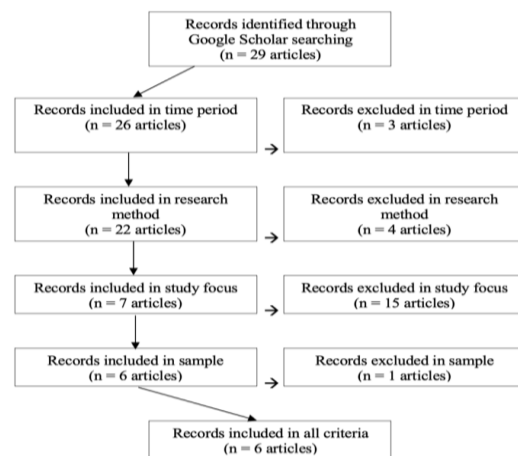 Records identified through
Google Scholar searching
(n = 29 articles)
Records included in time period
(n = 26 articles)
Records excluded in time period
(n = 3 articles)
Records included in research
method
(n = 22 articles)
Records excluded in research
method
(n = 4 articles)
Records included in study focus
(n = 7 articles)
Records excluded in study focus
(n = 15 articles)
Records included in sample
(n = 6 articles)
Records excluded in sample
(n = 1 articles)
Records included in all criteria
(n = 6 articles)